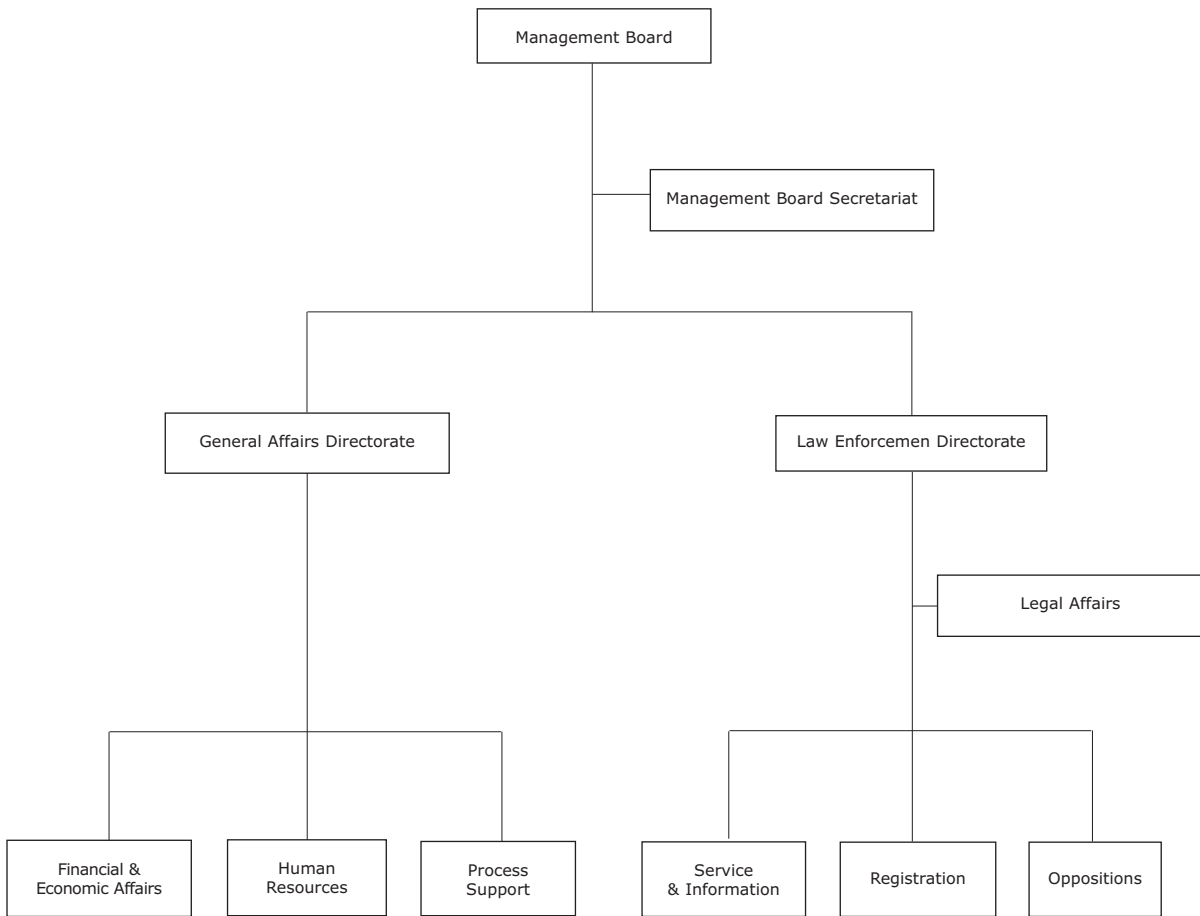 Management Board
Management Board Secretariat
General Affairs Directorate
Law Enforcemen Directorate
Legal Affairs
Financial &
Economic Affairs
Human
Resources
Process
Support
Service
& Information
Registration
Oppositions